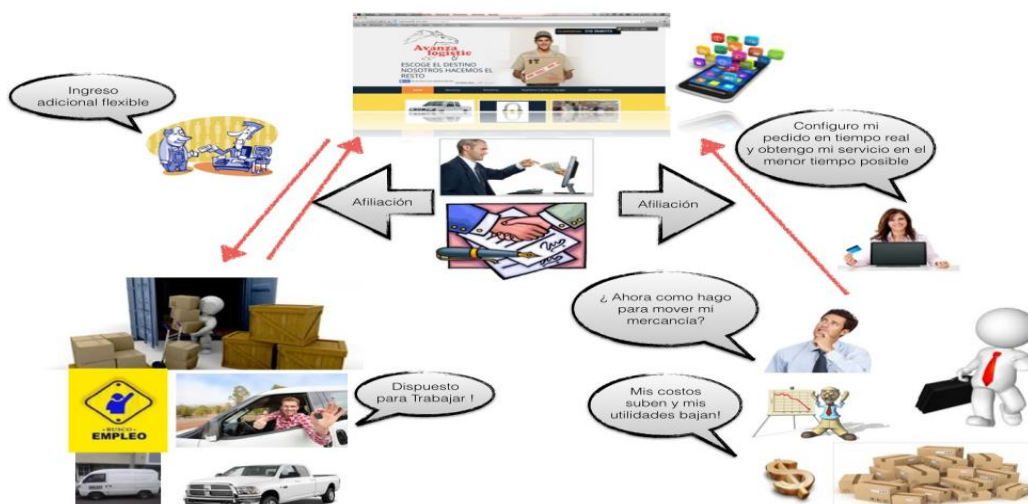 Avanza
logistic
ESCOGE EL DESTINO
NOSOTROS HACEMOS EL
RESTO
Ingreso
adicional flexible
Configuro mi
pedido en tiempo real
y obtengo mi servicio en el
menor tiempo posible
Afiliación
Afiliación
¿ Ahora como hago
para mover mi
mercancía?
Dispuesto
para Trabajar !
Mis costos
suben y mis
utilidades bajan!
BUSCO
EMPLEO